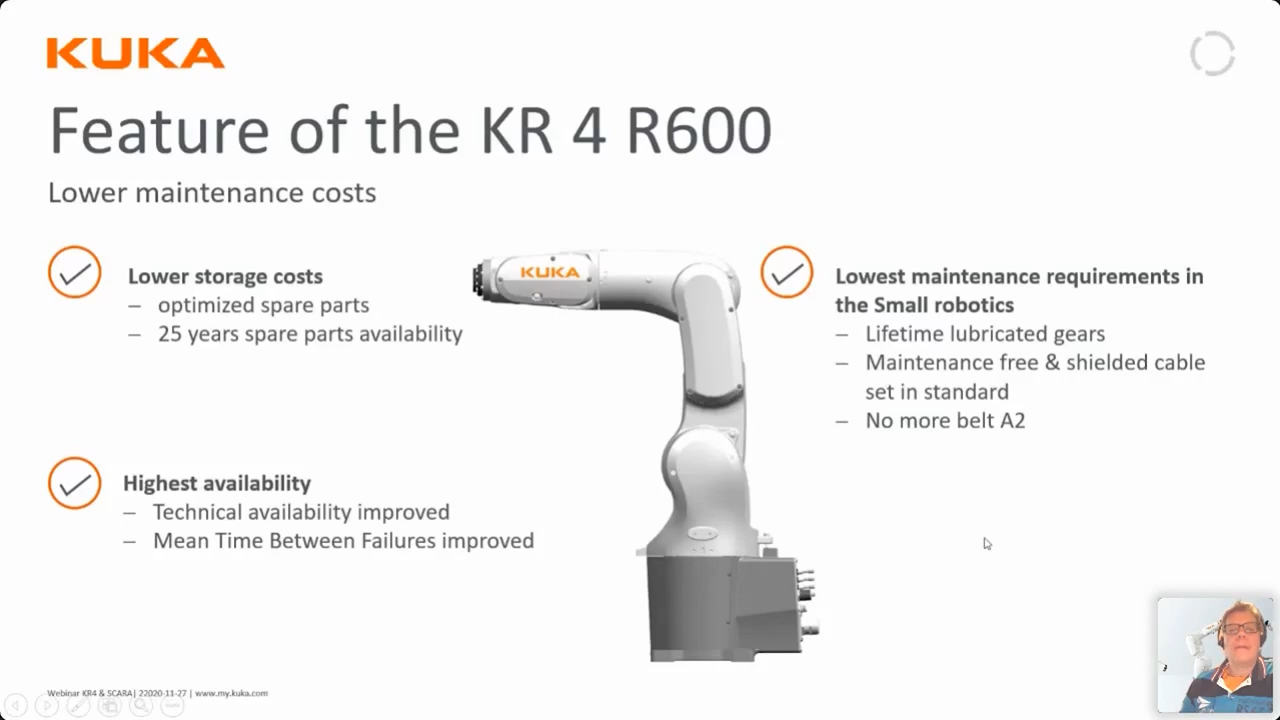 KUKA
Feature of the KR 4 R600
Lower maintenance costs
Lower storage costs
– optimized spare parts
– 25 years spare parts availability
Highest availability
– Technical availability improved
– Mean Time Between Failures improved
KUKA
Lowest maintenance requirements in
the Small robotics
– Lifetime lubricated gears
– Maintenance free & shielded cable
set in standard
– No more belt A2
Webinar KR4 & SCARA| 22020-11-27 | www.my.kuka.com